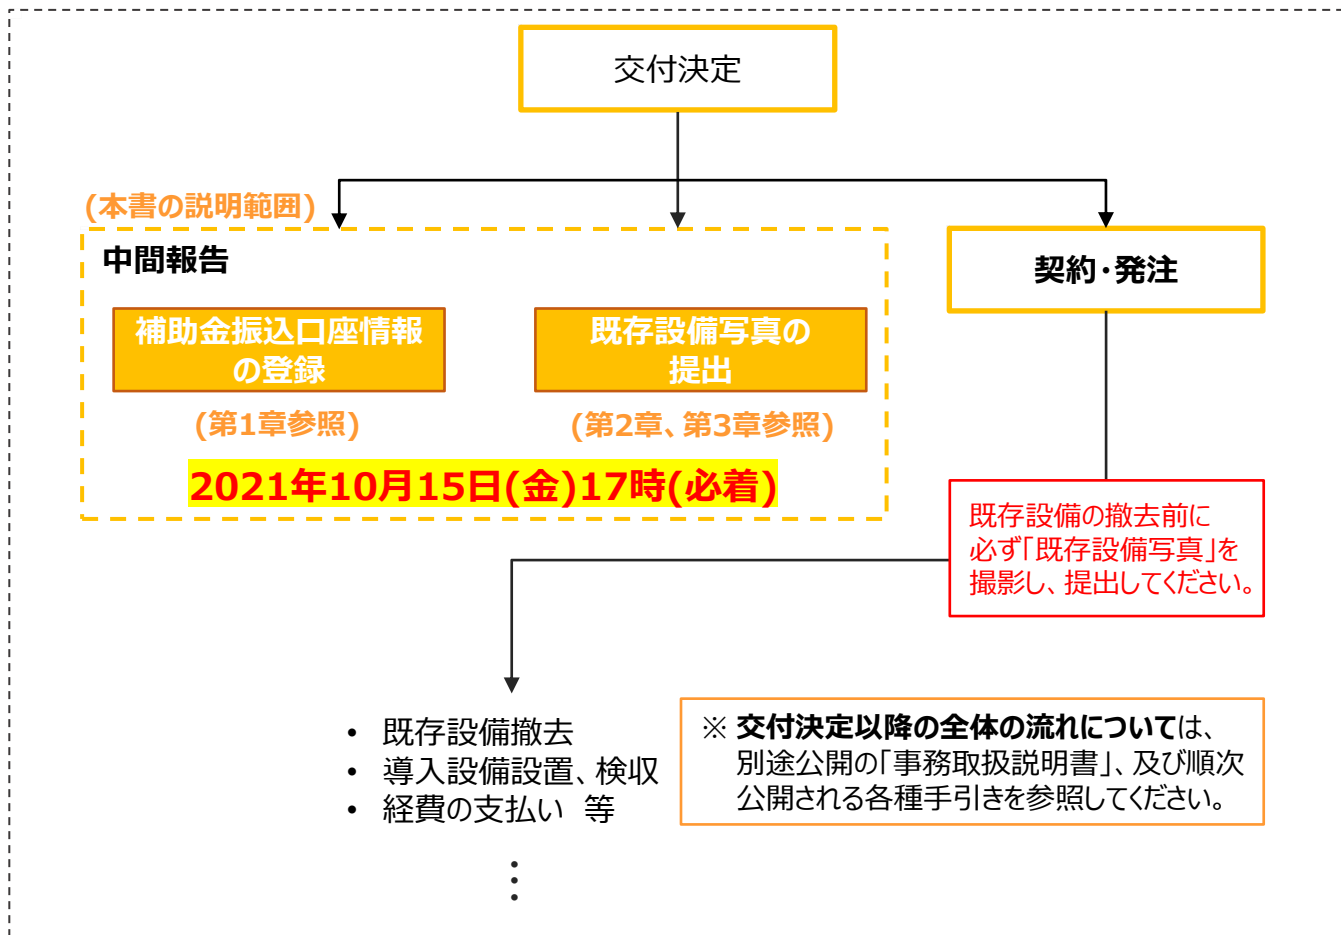 交付決定
(本書の説明範囲)
中間報告
補助金振込口座情報
の登録
(第1章参照)
既存設備写真の
提出
(第2章、第3章参照)
2021年10月15日(金)17時(必着)
契約・発注
既存設備の撤去前に
必ず「既存設備写真」を
撮影し、提出してください。
• 既存設備撤去
• 導入設備設置、検収
• 経費の支払い 等
※ 交付決定以降の全体の流れについては、
別途公開の「事務取扱説明書」、及び順次
公開される各種手引きを参照してください。